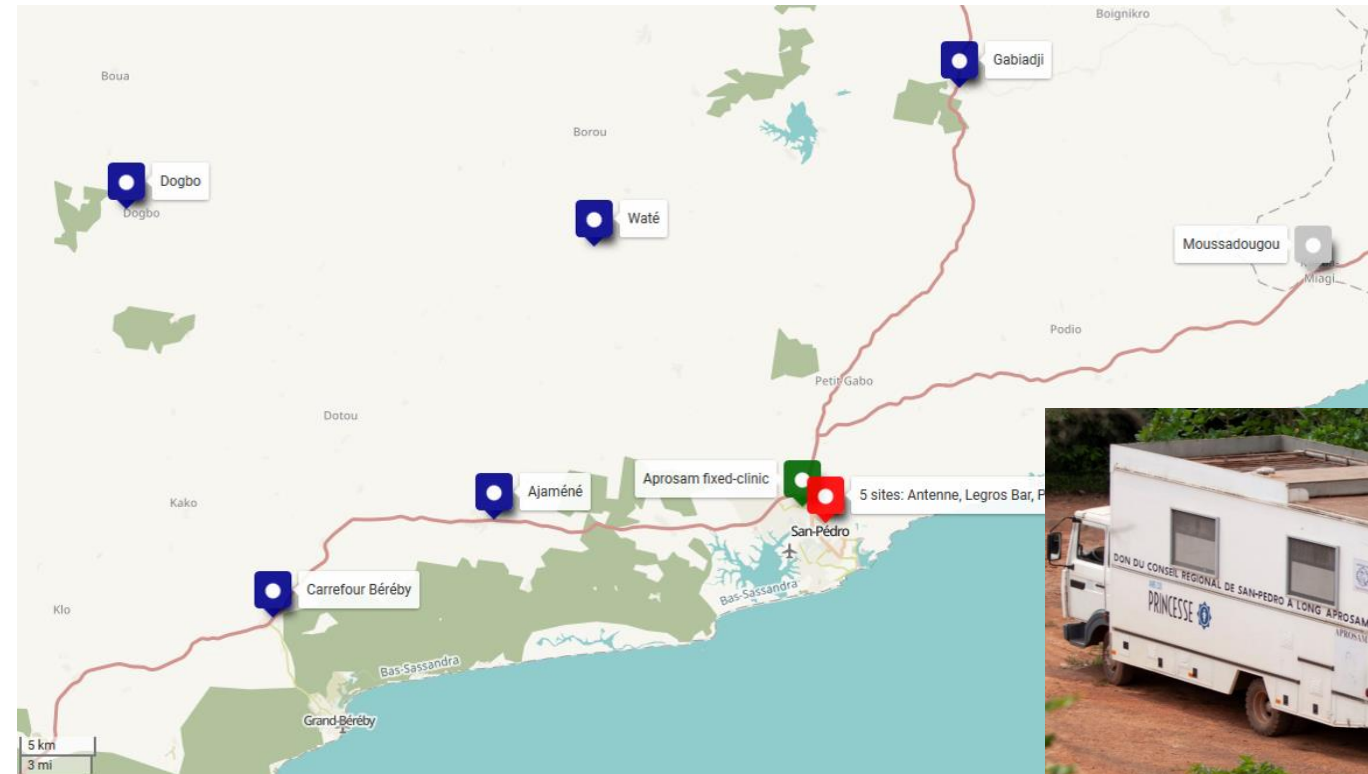 Boignikro
Gabiadji
Boua
Borou
Dogbo
Dogbo
Waté
Moussadougou
Miagi
Podio
Petit Gabo
Dotou
Aprosam fixed-clinic
5 sites: Antenne, Legros Bar, P
Ajaméné
Kako
San-Pédro
Bas-Sassandra
Carrefour Béréby
Klo
Bas-Sassandra
Grand-Béréby
5 km
3 mi
DON DU CONSEIL REGIONAL DE SAN-PEDRO A L'ONG APROSAM
PRINCESSE
APROSAM